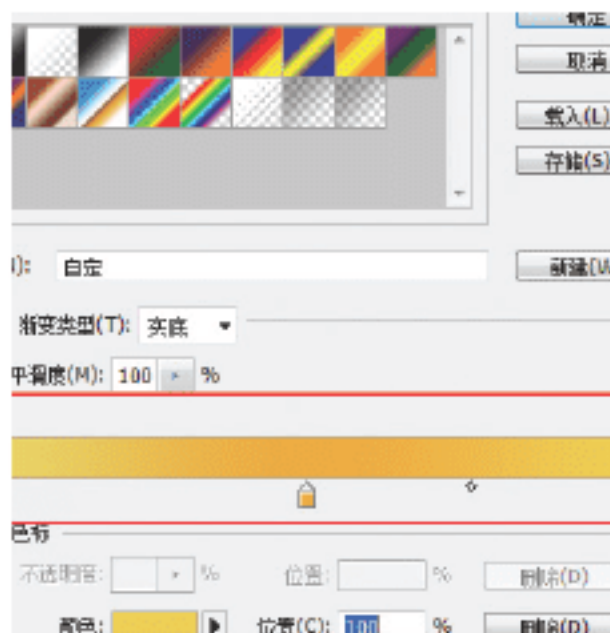 确定
取消
载入(L)
存储(S)
): 自定 新建(W
渐变类型(T): 实底
平滑度(M): 100 %
色标
不透明度: % 位置: % 删除(D)
颜色: 位置(C): 100 % 删除(D)